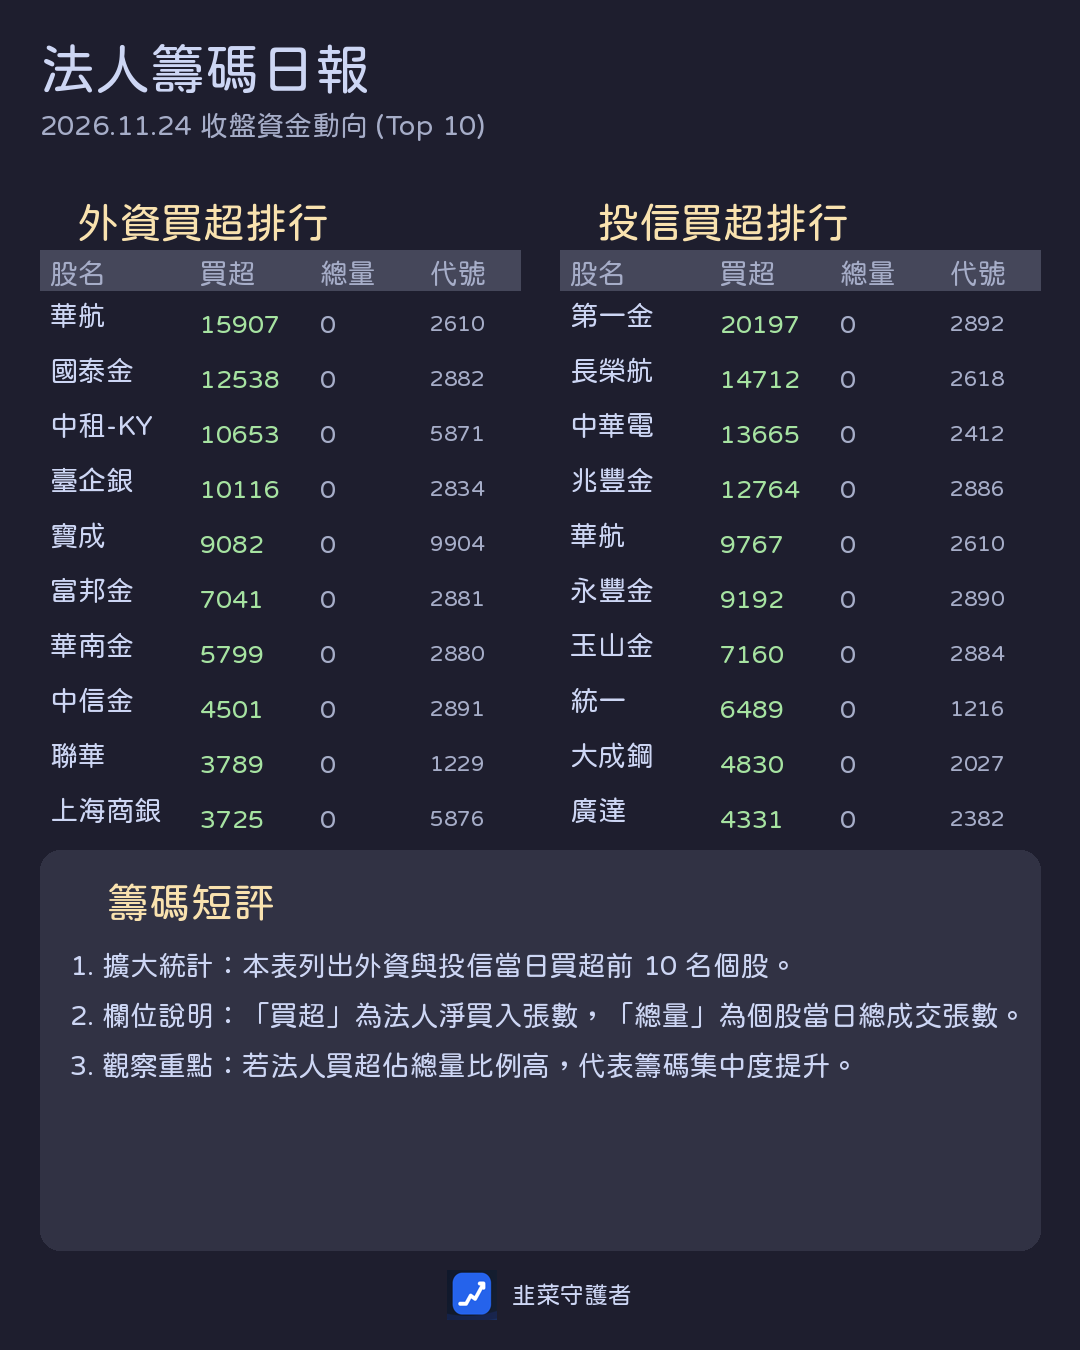 法人籌碼日報
2026.11.24 收盤資金動向 (Top 10)
外資買超排行
股名 買超 總量 代號
華航 15907 0 2610
國泰金 12538 0 2882
中租-KY 10653 0 5871
臺企銀 10116 0 2834
寶成 9082 0 9904
富邦金 7041 0 2881
華南金 5799 0 2880
中信金 4501 0 2891
聯華 3789 0 1229
上海商銀 3725 0 5876
投信買超排行
股名 買超 總量 代號
第一金 20197 0 2892
長榮航 14712 0 2618
中華電 13665 0 2412
兆豐金 12764 0 2886
華航 9767 0 2610
永豐金 9192 0 2890
玉山金 7160 0 2884
統一 6489 0 1216
大成鋼 4830 0 2027
廣達 4331 0 2382
籌碼短評
1. 擴大統計：本表列出外資與投信當日買超前 10 名個股。
2. 欄位說明：「買超」為法人淨買入張數，「總量」為個股當日總成交張數。
3. 觀察重點：若法人買超佔總量比例高，代表籌碼集中度提升。
韭菜守護者